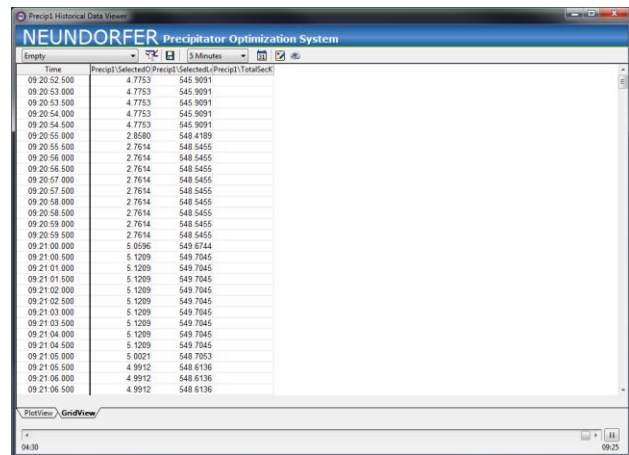 Precip1 Historical Data Viewer
NEUNDORFER Precipitator Optimization System
Empty 5 Minutes 31
Time Precip1\SelectedO Precip1\SelectedL Precip1\TotalSecK
09:20:52.500 4.7753 545.9091
09:20:53.000 4.7753 545.9091
09:20:53.500 4.7753 545.9091
09:20:54.000 4.7753 545.9091
09:20:54.500 4.7753 545.9091
09:20:55.000 2.8580 548.4189
09:20:55.500 2.7614 548.5455
09:20:56.000 2.7614 548.5455
09:20:56.500 2.7614 548.5455
09:20:57.000 2.7614 548.5455
09:20:57.500 2.7614 548.5455
09:20:58.000 2.7614 548.5455
09:20:58.500 2.7614 548.5455
09:20:59.000 2.7614 548.5455
09:20:59.500 2.7614 548.5455
09:21:00.000 5.0596 549.6744
09:21:00.500 5.1209 549.7045
09:21:01.000 5.1209 549.7045
09:21:01.500 5.1209 549.7045
09:21:02.000 5.1209 549.7045
09:21:02.500 5.1209 549.7045
09:21:03.000 5.1209 549.7045
09:21:03.500 5.1209 549.7045
09:21:04.000 5.1209 549.7045
09:21:04.500 5.1209 549.7045
09:21:05.000 5.0021 548.7053
09:21:05.500 4.9912 548.6136
09:21:06.000 4.9912 548.6136
09:21:06.500 4.9912 548.6136
PlotView GridView
04:30 09:25